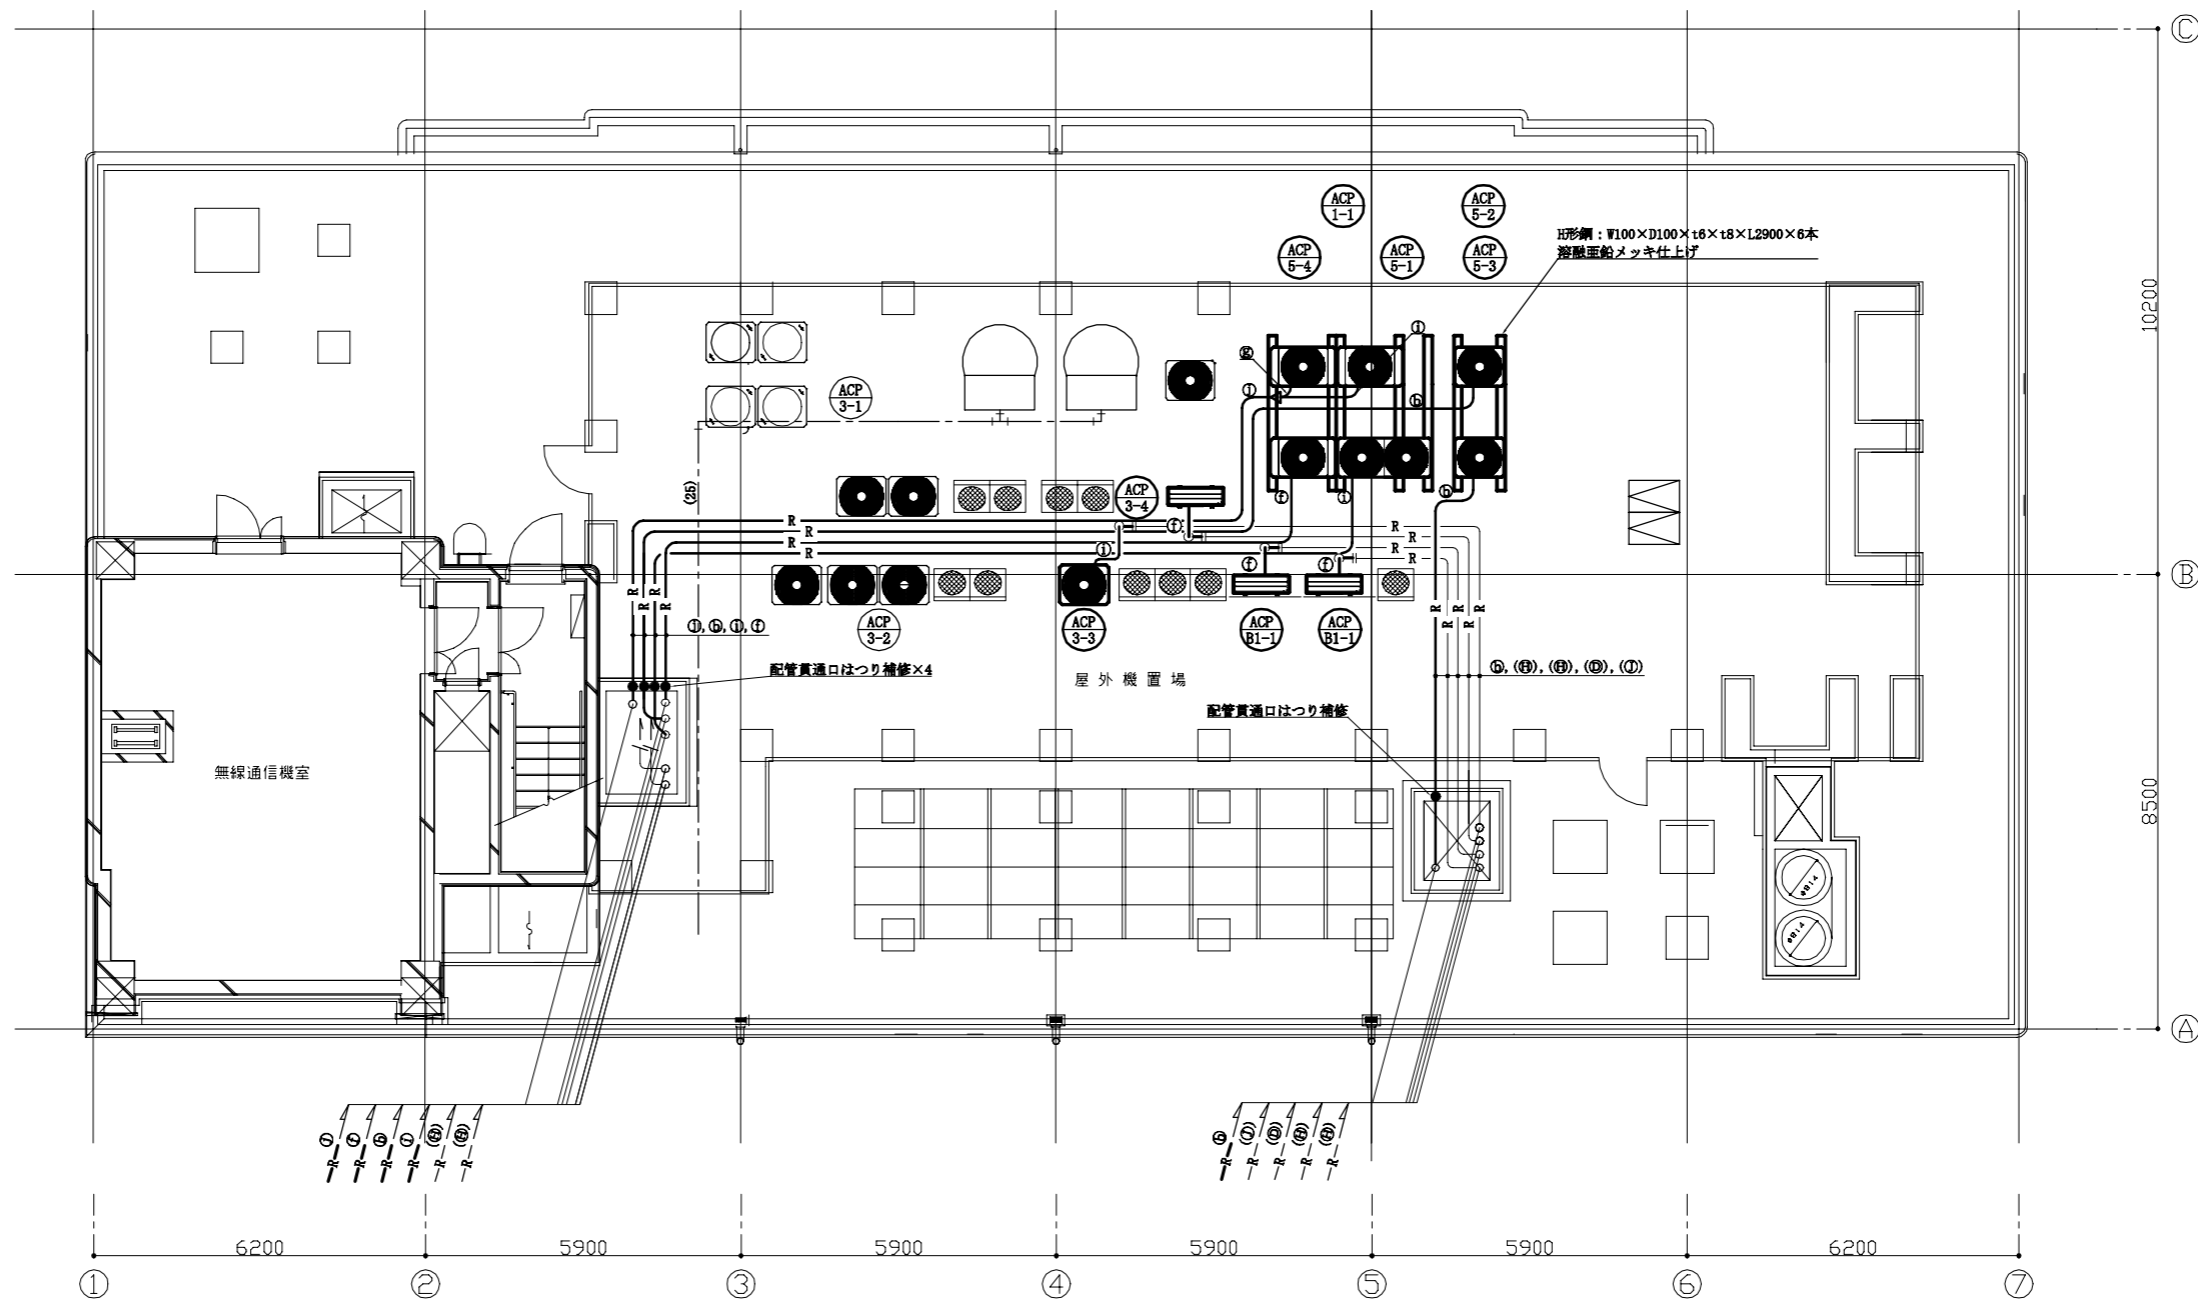 Ⓒ
ACP
1-1
ACP
5-2
ACP
5-4
ACP
5-1
ACP
5-3
H形鋼：W100×D100×t6×t8×L2900×6本
溶融亜鉛メッキ仕上げ
10200
ⓘ
ⓖ
ⓙ
ⓑ
ACP
3-1
(25)
ACP
3-4
ⓕ
ⓘ
ⓑ
R
R
R
R
ⓕ
R
R
R
R
ⓘ
ⓕ
ⓕ
Ⓑ
R
R
R
R
R
R
R
R
R
ⓙ, ⓑ, ⓘ, ⓕ
ACP
3-2
ACP
3-3
ACP
B1-1
ACP
B1-1
配管貫通口はつり補修×4
屋外機置場
ⓑ, (Ⓗ), (Ⓗ), (Ⓓ), (Ⓙ)
配管貫通口はつり補修
無線通信機室
8500
φ814
φ814
Ⓐ
(Ⓗ)
(Ⓗ)
R
R
R
R
R
R
ⓑ
(Ⓙ)
(Ⓓ)
(Ⓗ)
(Ⓗ)
R
R
R
R
R
6200
5900
5900
5900
5900
6200
①
②
③
④
⑤
⑥
⑦